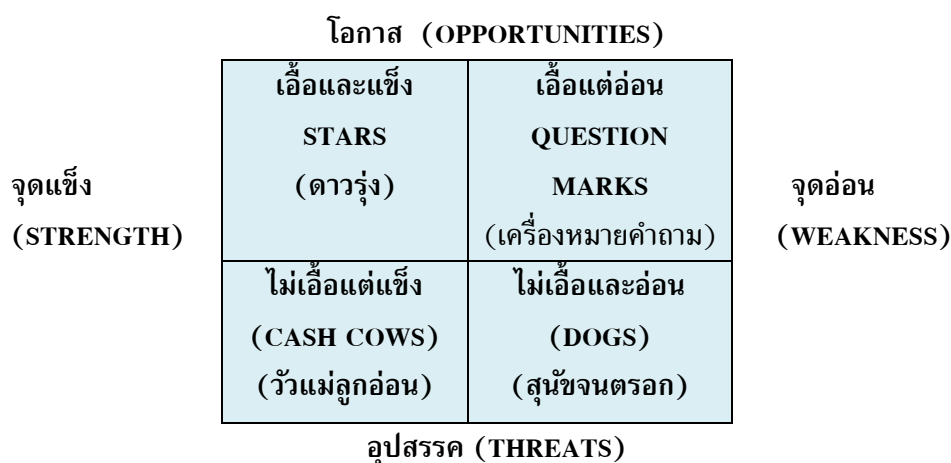 โอกาส (OPPORTUNITIES)
เอื้อและแข็ง
STARS
(ดาวรุ่ง)
เอื้อแต่อ่อน
QUESTION
MARKS
(เครื่องหมายคำถาม)
จุดแข็ง
(STRENGTH)
จุดอ่อน
(WEAKNESS)
ไม่เอื้อแต่แข็ง
(CASH COWS)
(วัวแม่ลูกอ่อน)
ไม่เอื้อและอ่อน
(DOGS)
(สุนัขจนตรอก)
อุปสรรค (THREATS)